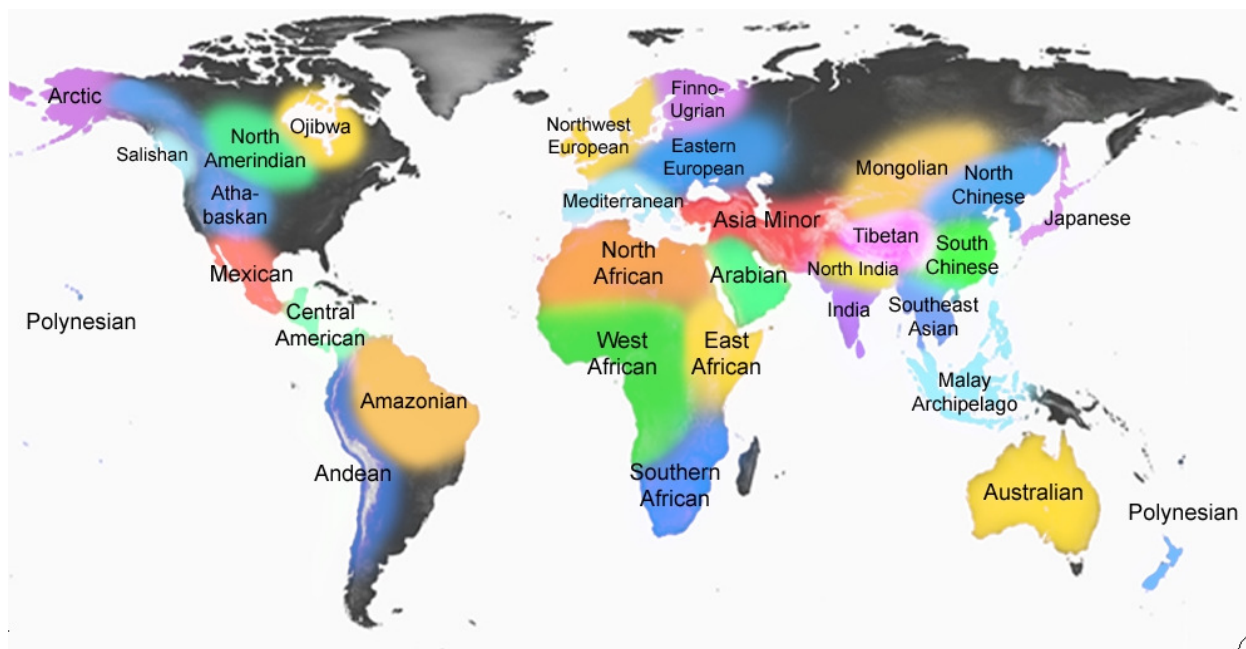 Arctic
Salishan
North
Amerindian
Ojibwa
Atha-
baskan
Mexican
Central
American
Polynesian
Amazonian
Andean
Northwest
European
Finno-
Ugrian
Eastern
European
Mediterranean
Asia Minor
North
African
Arabian
West
African
East
African
Southern
African
Mongolian
North
Chinese
Japanese
Tibetan
South
Chinese
North India
India
Southeast
Asian
Malay
Archipelago
Australian
Polynesian